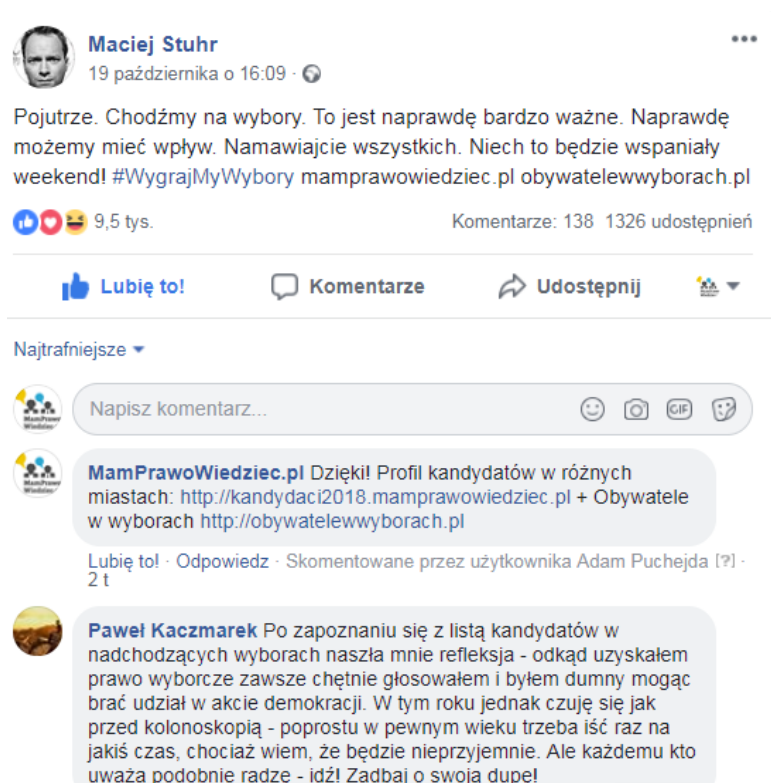 Maciej Stuhr
19 października o 16:09 ·
Pojutrze. Chodźmy na wybory. To jest naprawdę bardzo ważne. Naprawdę
możemy mieć wpływ. Namawiajcie wszystkich. Niech to będzie wspaniały
weekend! #WygrajMyWybory mamprawowiedziec.pl obywatelewwyborach.pl
9,5 tys.
Komentarze: 138 1326 udostępnień
Lubię to! Komentarze Udostępnij
Najtrafniejsze
Napisz komentarz...
GIF
MamPrawo
Wiedziec
MamPrawoWiedziec.pl Dzięki! Profil kandydatów w różnych
miastach: http://kandydaci2018.mamprawowiedziec.pl + Obywatele
w wyborach http://obywatelewwyborach.pl
Lubię to! · Odpowiedz · Skomentowane przez użytkownika Adam Puchejda [?] ·
2 t
Paweł Kaczmarek Po zapoznaniu się z listą kandydatów w
nadchodzących wyborach naszła mnie refleksja - odkąd uzyskałem
prawo wyborcze zawsze chętnie głosowałem i byłem dumny mogąc
brać udział w akcie demokracji. W tym roku jednak czuję się jak
przed kolonoskopią - poprostu w pewnym wieku trzeba iść raz na
jakiś czas, chociaż wiem, że będzie nieprzyjemnie. Ale każdemu kto
uważa podobnie radzę - idź! Zadbaj o swoją dupę!